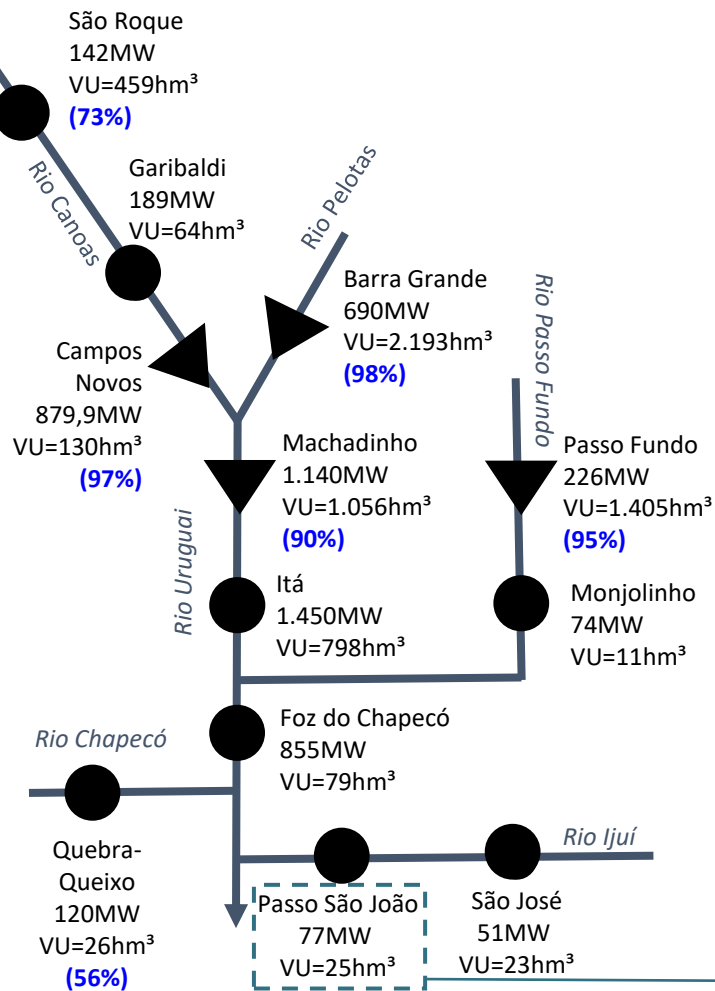 São Roque
142MW
VU=459hm³
(73%)
Rio Canoas
Garibaldi
189MW
VU=64hm³
Rio Pelotas
Barra Grande
690MW
VU=2.193hm³
(98%)
Campos
Novos
879,9MW
VU=130hm³
(97%)
Rio Passo Fundo
Machadinho
1.140MW
VU=1.056hm³
(90%)
Passo Fundo
226MW
VU=1.405hm³
(95%)
Rio Uruguai
Itá
1.450MW
VU=798hm³
Monjolinho
74MW
VU=11hm³
Foz do Chapecó
855MW
VU=79hm³
Rio Chapecó
Quebra-
Queixo
120MW
VU=26hm³
(56%)
Rio Ijuí
Passo São João
77MW
VU=25hm³
São José
51MW
VU=23hm³